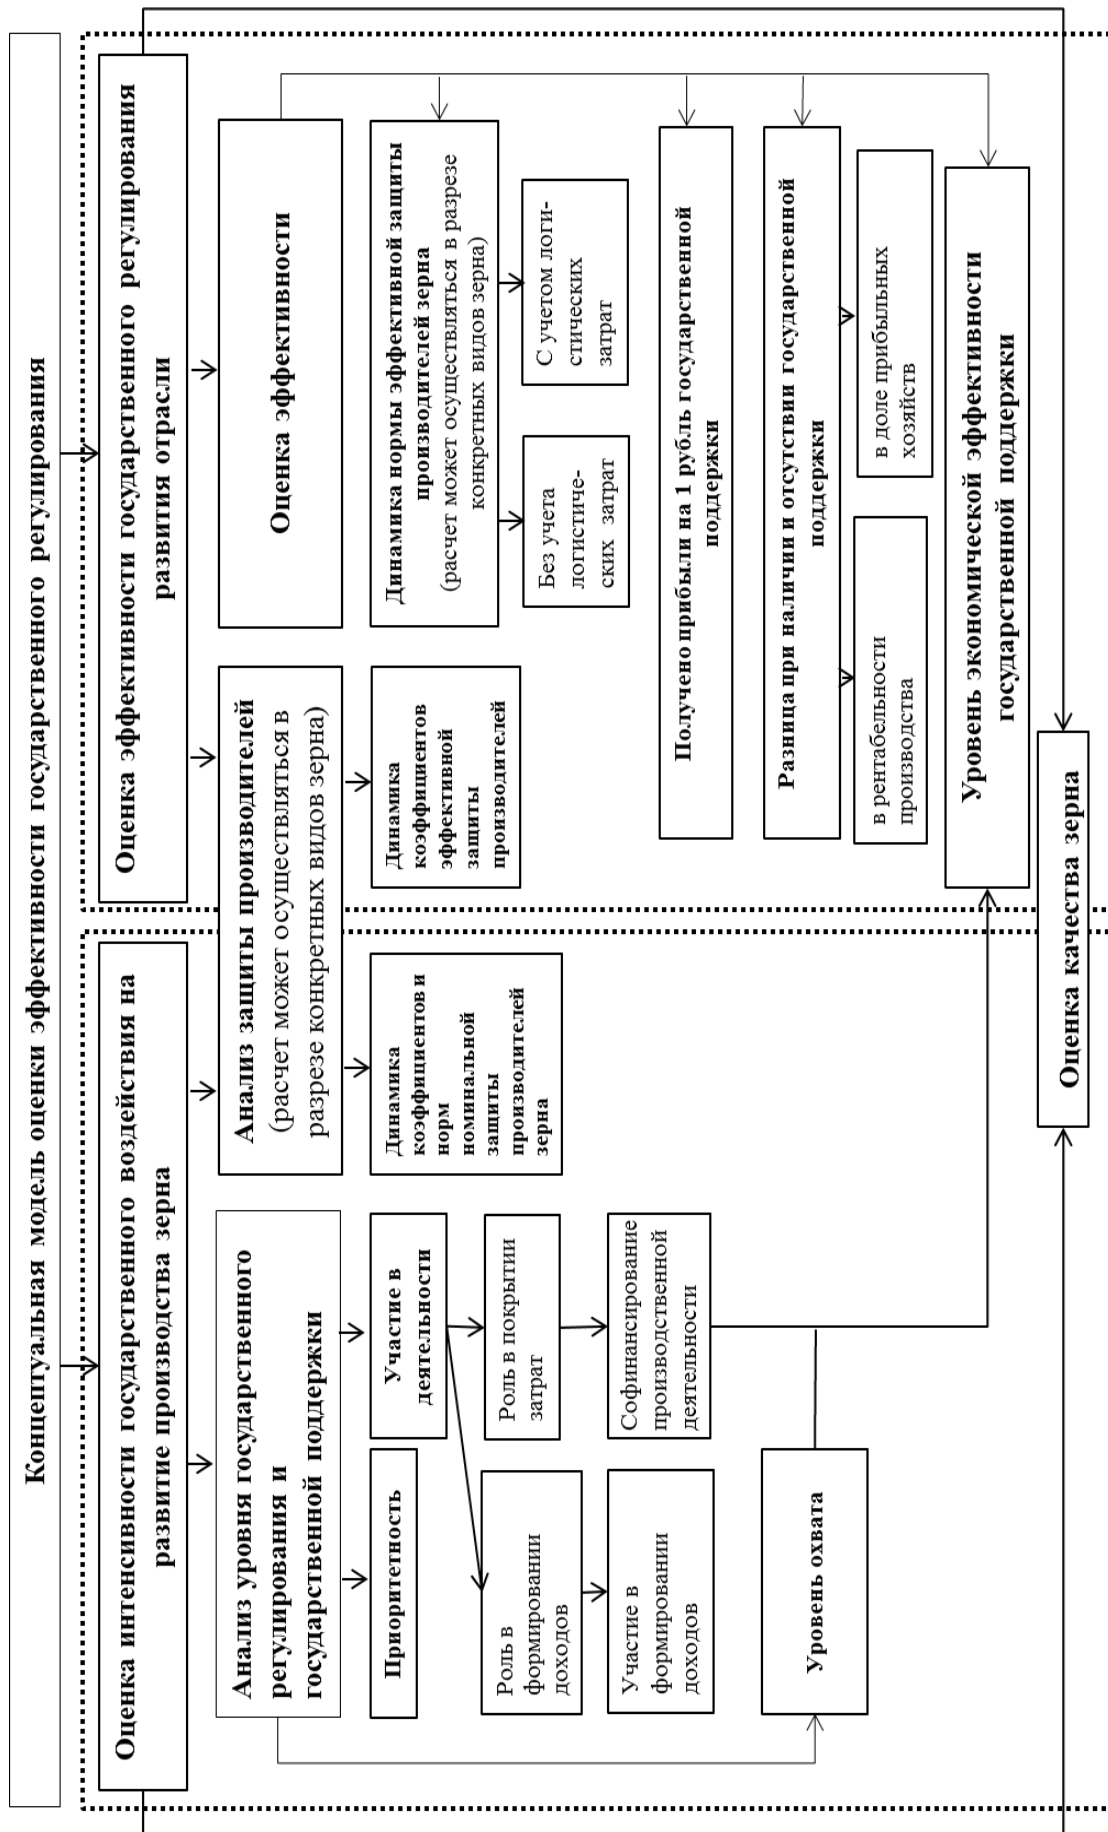 Концептуальная модель оценки эффективности государственного регулирования
Оценка интенсивности государственного воздействия на
развитие производства зерна
Оценка эффективности государственного регулирования
развития отрасли
Анализ уровня государственного
регулирования и
государственной поддержки
Анализ защиты производителей
(расчет может осуществляться в
разрезе конкретных видов зерна)
Оценка эффективности
Приоритетность
Участие в
деятельности
Динамика
коэффициентов и
норм
номинальной
защиты
производителей
зерна
Динамика
коэффициентов
эффективной
защиты
производителей
Динамика нормы эффективной защиты
производителей зерна
(расчет может осуществляться в разрезе
конкретных видов зерна)
Роль в
формировании
доходов
Роль в покрытии
затрат
Без учета
логистиче-
ских затрат
С учетом логи-
стических
затрат
Участие в
формировании
доходов
Софинансирование
производственной
деятельности
Получено прибыли на 1 рубль государственной
поддержки
Уровень охвата
Разница при наличии и отсутствии государственной
поддержки
в рентабельности
производства
в доле прибыльных
хозяйств
Уровень экономической эффективности
государственной поддержки
Оценка качества зерна